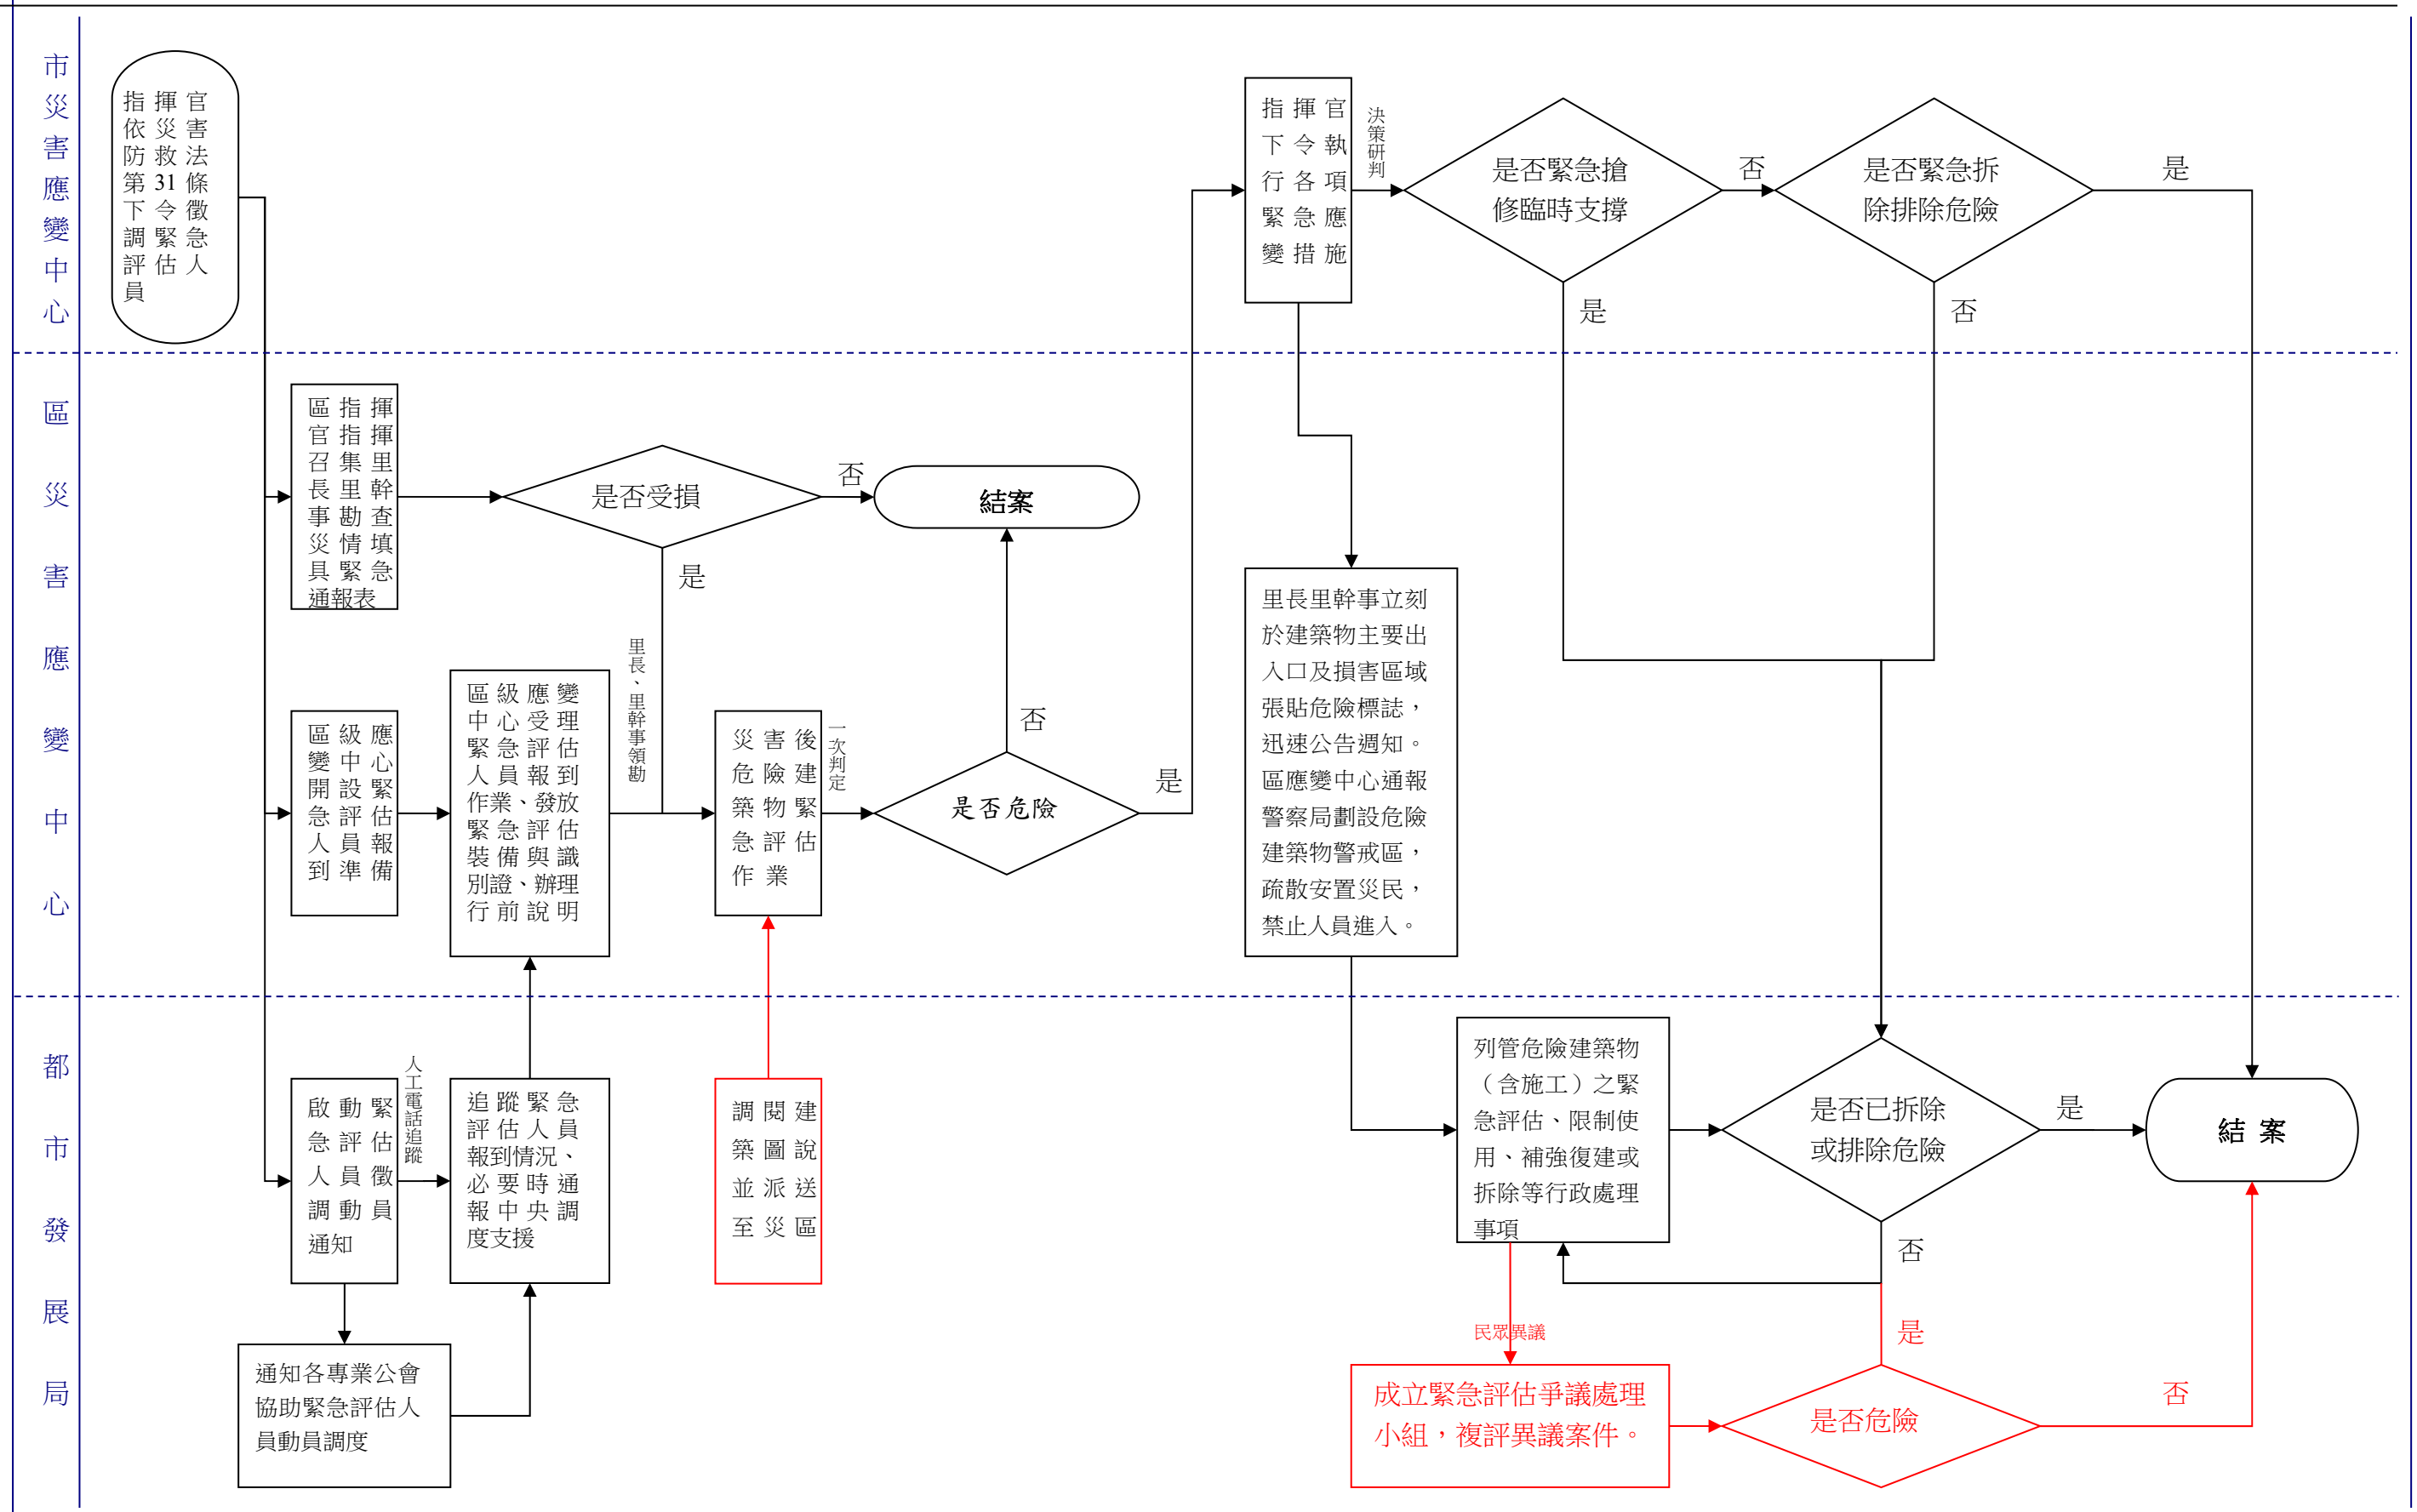 市災害應變中心
指揮官
依災害
防救法
第31條
下令徵
調緊急
評估人
員
指揮官
下令執
行各項
緊急應
變措施
決策研判
是否緊急搶
修臨時支撐
否
是
是否緊急拆
除排除危險
是
否
區災害應變中心
區指揮
官指揮
召集里
長里幹
事勘查
災情填
具緊急
通報表
是否受損
否
是
結案
區級應
變中心
開設緊
急評估
人員報
到準備
區級應變
中心受理
緊急評估
人員報到
作業、發放
緊急評估
裝備與識
別證、辦理
行前說明
里長、里幹事領勘
災害後
危險建
築物緊
急評估
作業
一次判定
是否危險
否
是
里長里幹事立刻
於建築物主要出
入口及損害區域
張貼危險標誌，
迅速公告週知。
區應變中心通報
警察局劃設危險
建築物警戒區，
疏散安置災民，
禁止人員進入。
都市發展局
啟動緊
急評估
人員徵
調動員
通知
人工電話追蹤
追蹤緊急
評估人員
報到情況、
必要時通
報中央調
度支援
通知各專業公會
協助緊急評估人
員動員調度
調閱建
築圖說
並派送
至災區
列管危險建築物
（含施工）之緊
急評估、限制使
用、補強復建或
拆除等行政處理
事項
是否已拆除
或排除危險
是
否
結案
民眾異議
成立緊急評估爭議處理
小組，複評異議案件。
是否危險
是
否